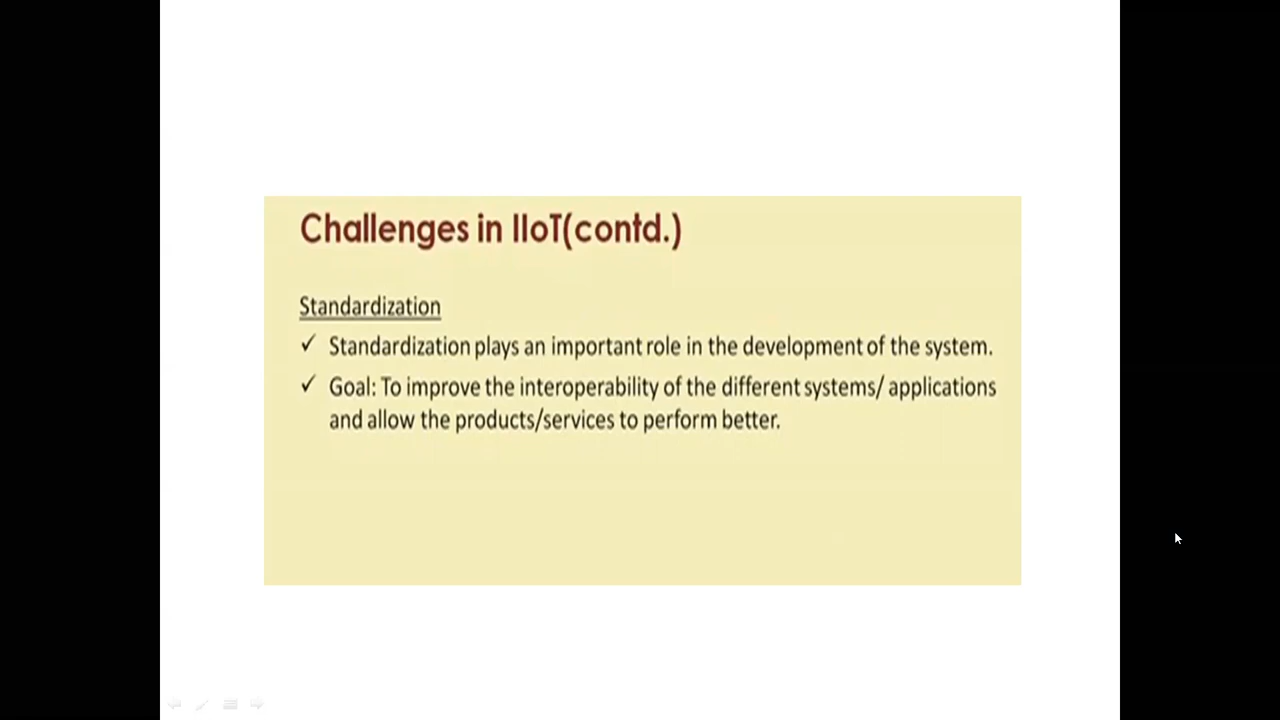 Challenges in IIoT(contd.)
Standardization
✓ Standardization plays an important role in the development of the system.
✓ Goal: To improve the interoperability of the different systems/ applications
and allow the products/services to perform better.